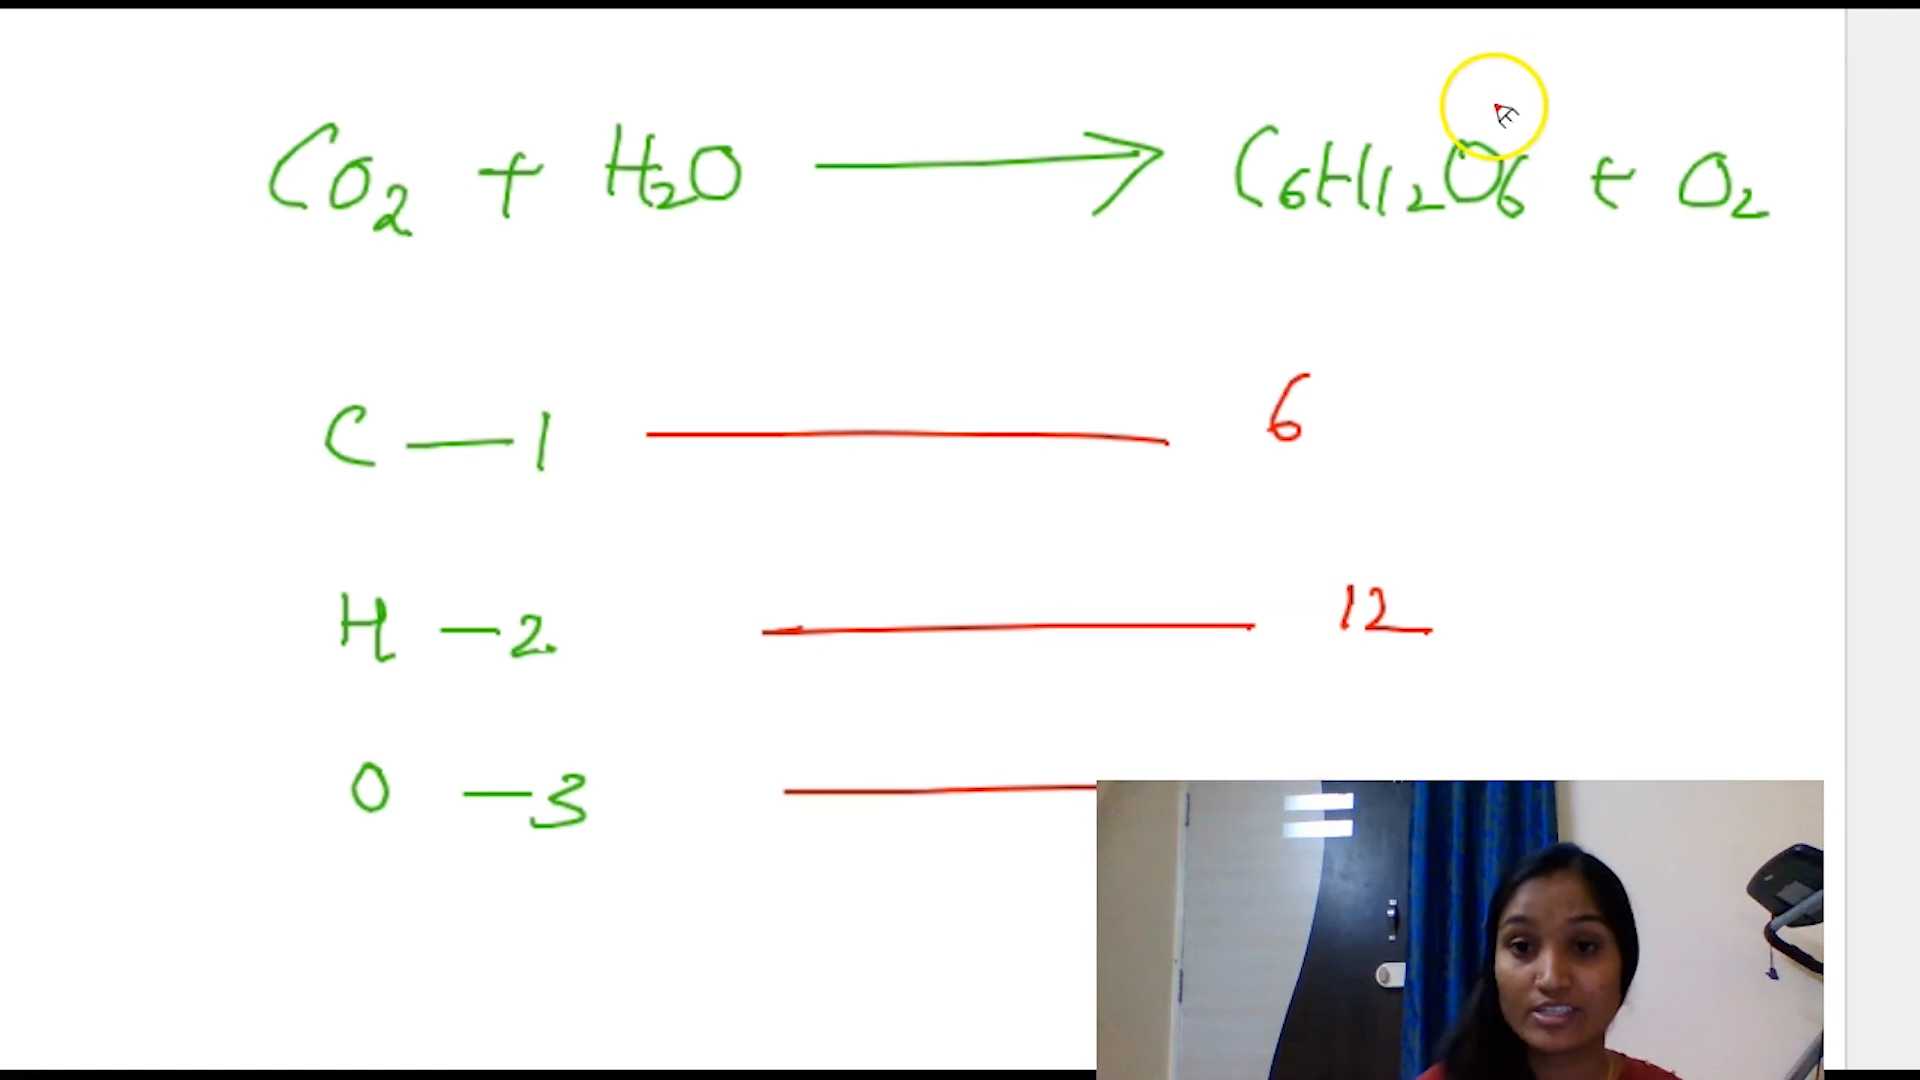 CO₂ + H₂O ⟶ C₆H₁₂O₆ + O₂
C — 1 — 6
H — 2 — 12
O — 3 —